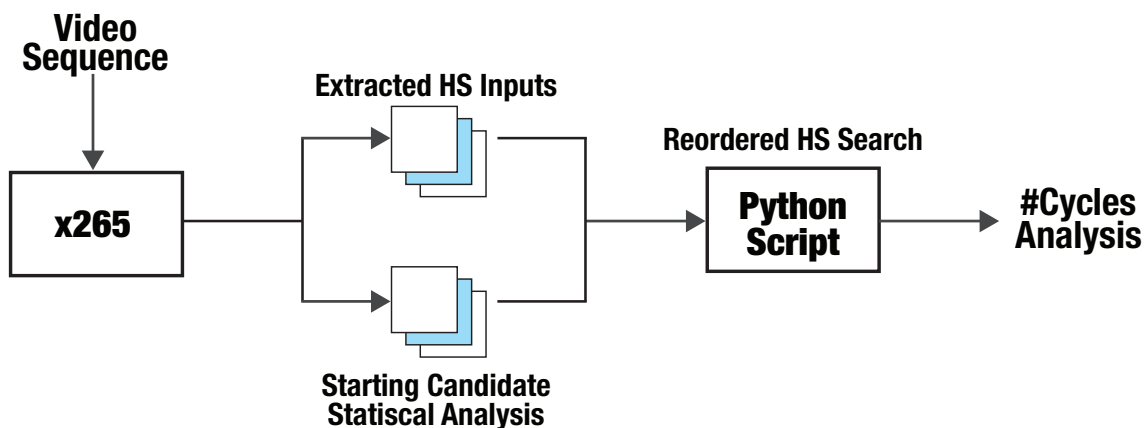 Video
Sequence
Extracted HS Inputs
x265
Reordered HS Search
Python
Script
#Cycles
Analysis
Starting Candidate
Statiscal Analysis